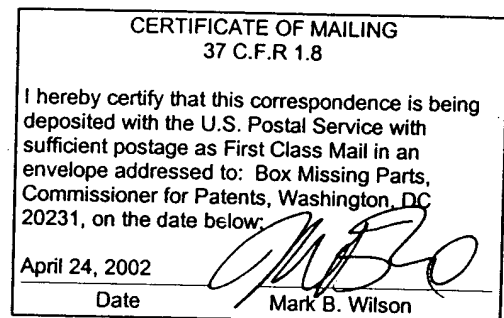 CERTIFICATE OF MAILING
37 C.F.R 1.8
I hereby certify that this correspondence is being
deposited with the U.S. Postal Service with
sufficient postage as First Class Mail in an
envelope addressed to: Box Missing Parts,
Commissioner for Patents, Washington, DC
20231, on the date below:
April 24, 2002
Date Mark B. Wilson